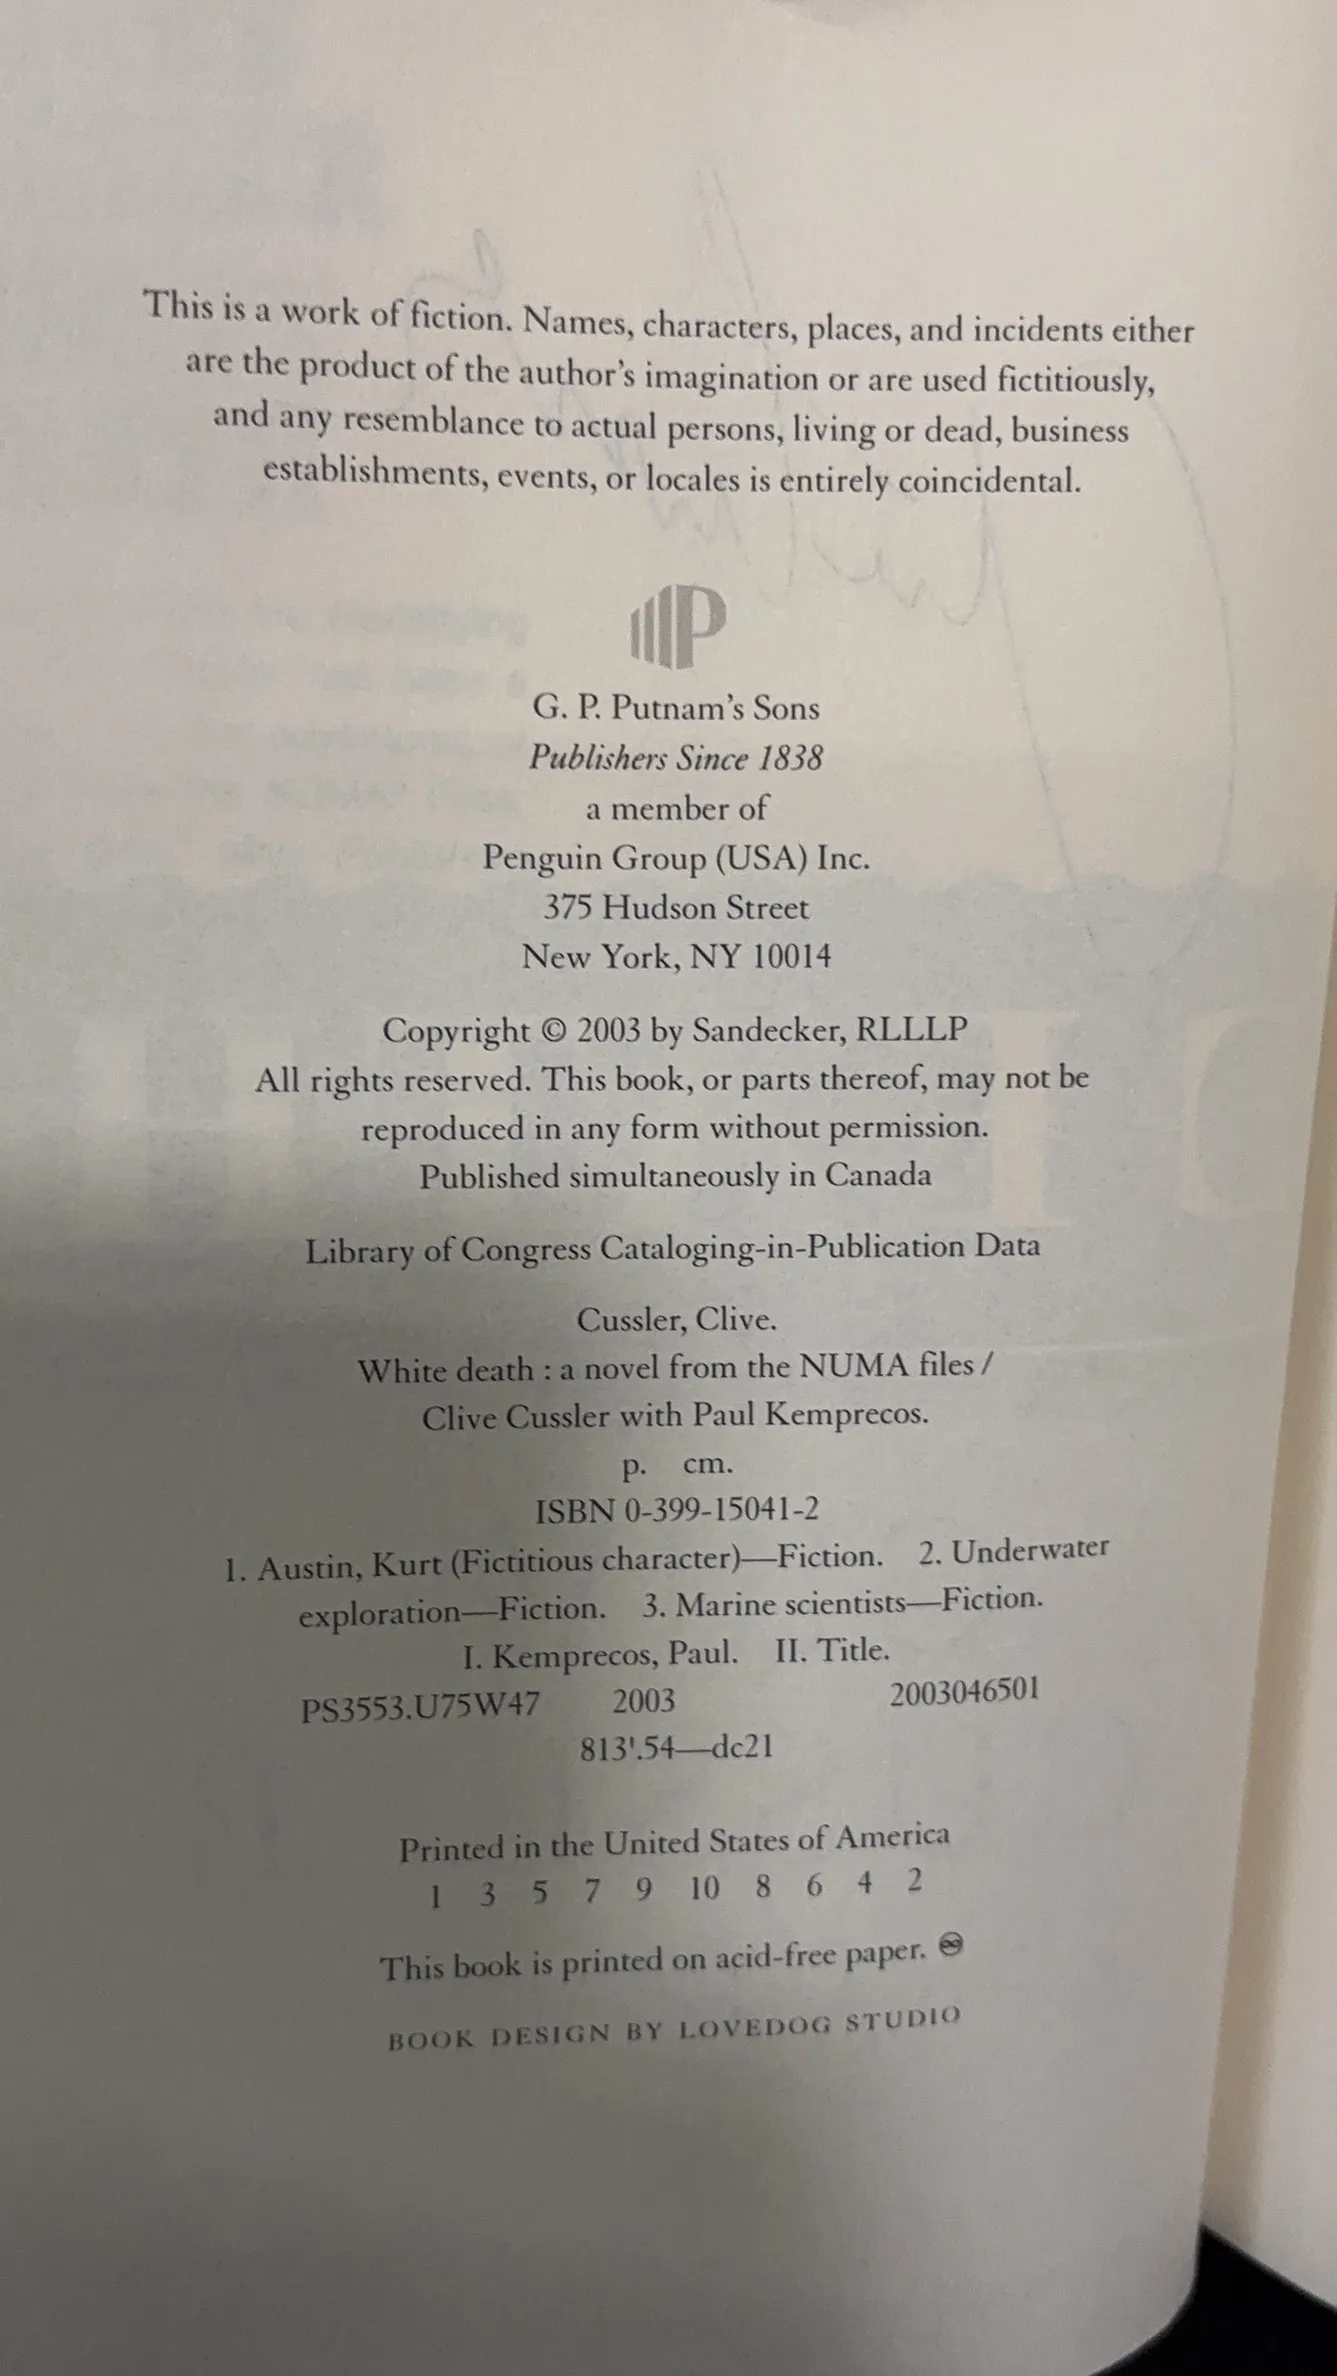 This is a work of fiction. Names, characters, places, and incidents either
are the product of the author's imagination or are used fictitiously,
and any resemblance to actual persons, living or dead, business
establishments, events, or locales is entirely coincidental.
P
G. P. Putnam's Sons
Publishers Since 1838
a member of
Penguin Group (USA) Inc.
375 Hudson Street
New York, NY 10014
Copyright © 2003 by Sandecker, RLLLP
All rights reserved. This book, or parts thereof, may not be
reproduced in any form without permission.
Published simultaneously in Canada
Library of Congress Cataloging-in-Publication Data
Cussler, Clive.
White death : a novel from the NUMA files /
Clive Cussler with Paul Kemprecos.
p. cm.
ISBN 0-399-15041-2
1. Austin, Kurt (Fictitious character)—Fiction. 2. Underwater
exploration—Fiction. 3. Marine scientists—Fiction.
I. Kemprecos, Paul. II. Title.
PS3553.U75W47 2003 2003046501
813'.54—dc21
Printed in the United States of America
1 3 5 7 9 10 8 6 4 2
This book is printed on acid-free paper. ♾
BOOK DESIGN BY LOVEDOG STUDIO